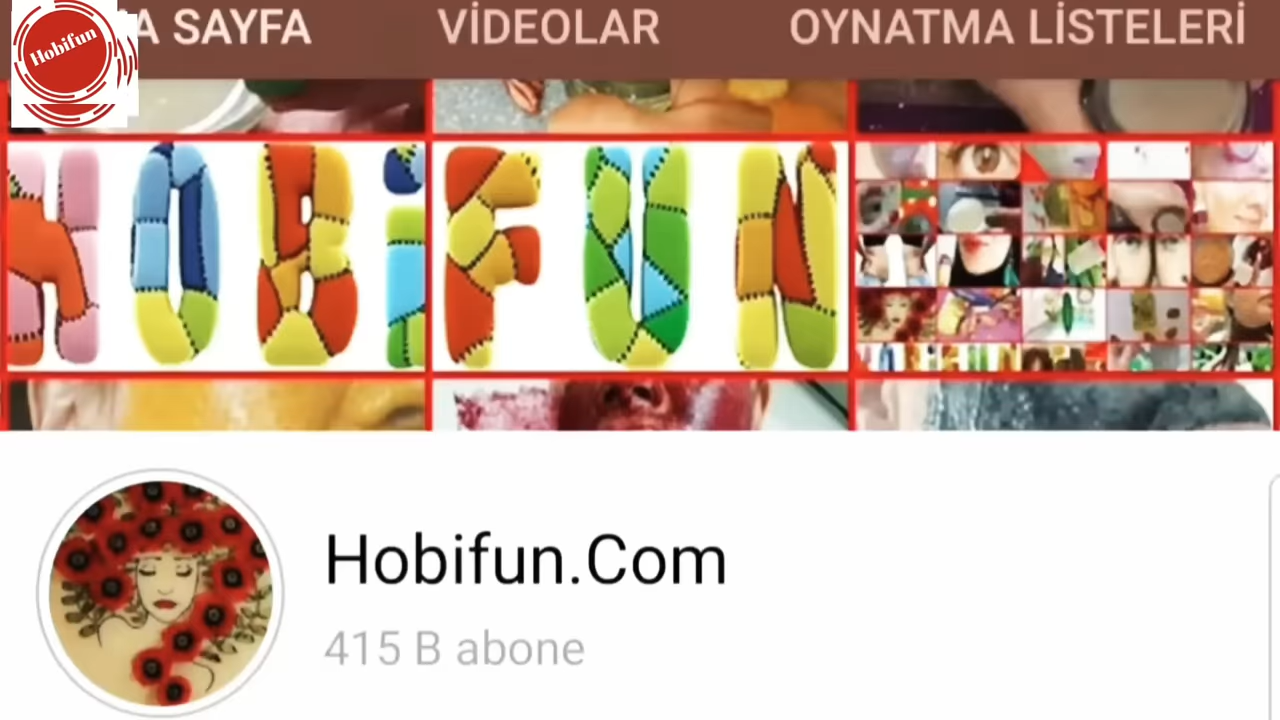 Hobifun
A SAYFA VİDEOLAR OYNATMA LİSTELERİ
HOBİFUN
Hobifun.Com
415 B abone